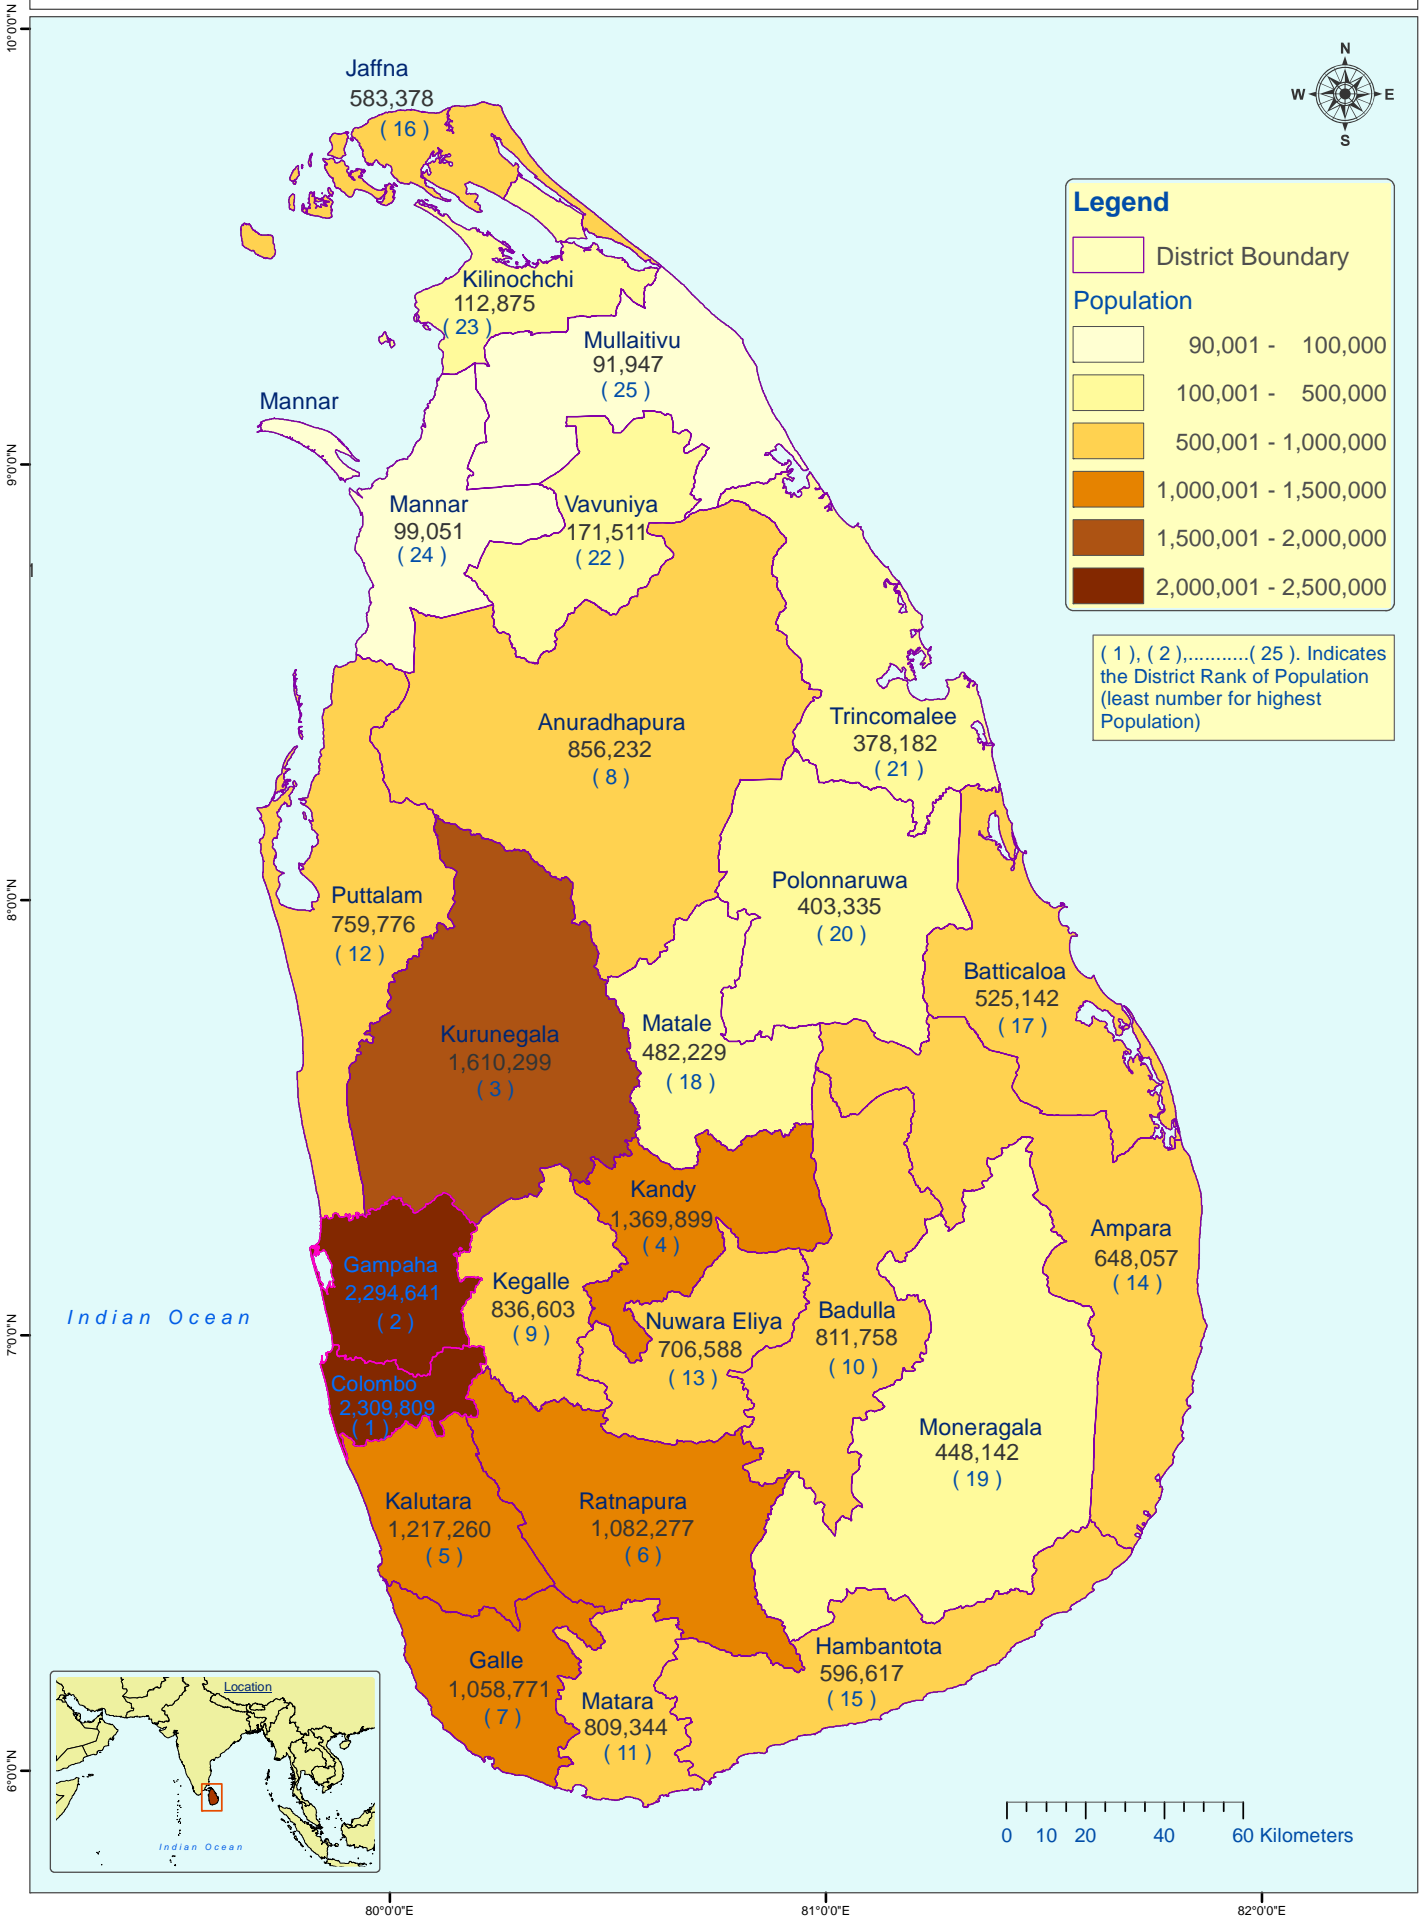 10°0'0"N
N
W
E
S
Jaffna
583,378
( 16 )
Legend
District Boundary
Population
90,001 - 100,000
100,001 - 500,000
500,001 - 1,000,000
1,000,001 - 1,500,000
1,500,001 - 2,000,000
2,000,001 - 2,500,000
( 1 ), ( 2 ),..........( 25 ). Indicates
the District Rank of Population
(least number for highest
Population)
Kilinochchi
112,875
( 23 )
Mullaitivu
91,947
( 25 )
Mannar
9°0'0"N
Mannar
99,051
( 24 )
Vavuniya
171,511
( 22 )
Anuradhapura
856,232
( 8 )
Trincomalee
378,182
( 21 )
8°0'0"N
Puttalam
759,776
( 12 )
Polonnaruwa
403,335
( 20 )
Batticaloa
525,142
( 17 )
Kurunegala
1,610,299
( 3 )
Matale
482,229
( 18 )
Kandy
1,369,899
( 4 )
Ampara
648,057
( 14 )
Gampaha
2,294,641
( 2 )
Kegalle
836,603
( 9 )
Indian Ocean
7°0'0"N
Nuwara Eliya
706,588
( 13 )
Badulla
811,758
( 10 )
Colombo
2,309,809
( 1 )
Moneragala
448,142
( 19 )
Kalutara
1,217,260
( 5 )
Ratnapura
1,082,277
( 6 )
Galle
1,058,771
( 7 )
Matara
809,344
( 11 )
Hambantota
596,617
( 15 )
Location
Indian Ocean
6°0'0"N
0 10 20 40 60 Kilometers
80°0'0"E
81°0'0"E
82°0'0"E